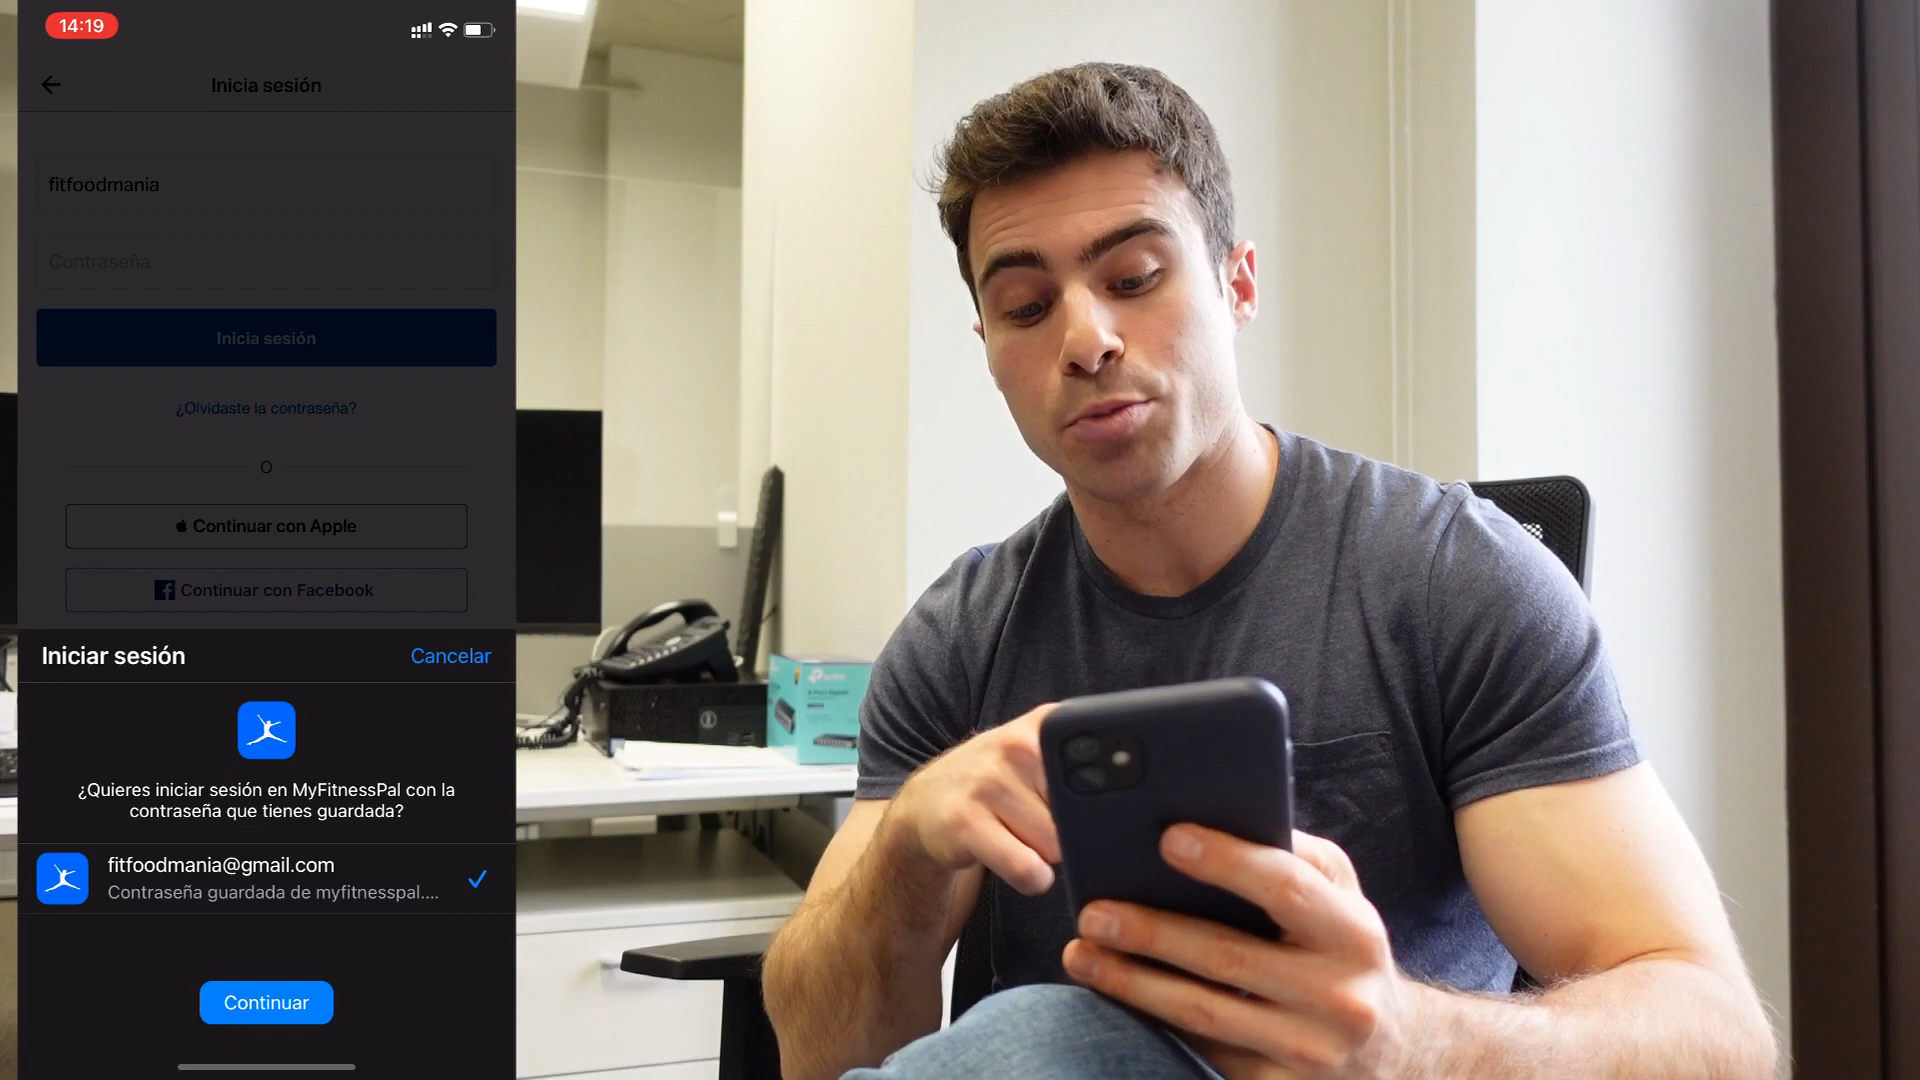 14:19
Inicia sesión
fitfoodmania
Contraseña
Inicia sesión
¿Olvidaste la contraseña?
O
Continuar con Apple
Continuar con Facebook
Iniciar sesión
Cancelar
¿Quieres iniciar sesión en MyFitnessPal con la
contraseña que tienes guardada?
fitfoodmania@gmail.com
Contraseña guardada de myfitnesspal....
Continuar
tp-link